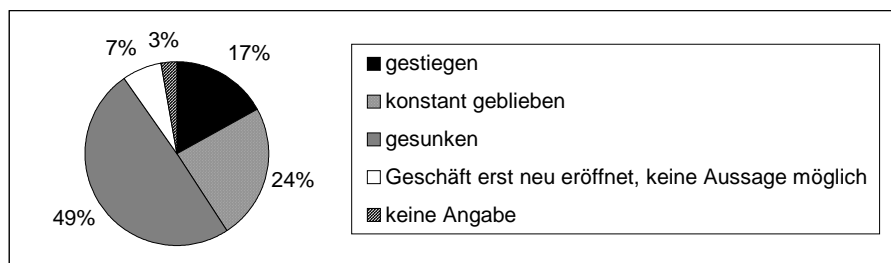 7%
3%
17%
24%
49%
gestiegen
konstant geblieben
gesunken
Geschäft erst neu eröffnet, keine Aussage möglich
keine Angabe